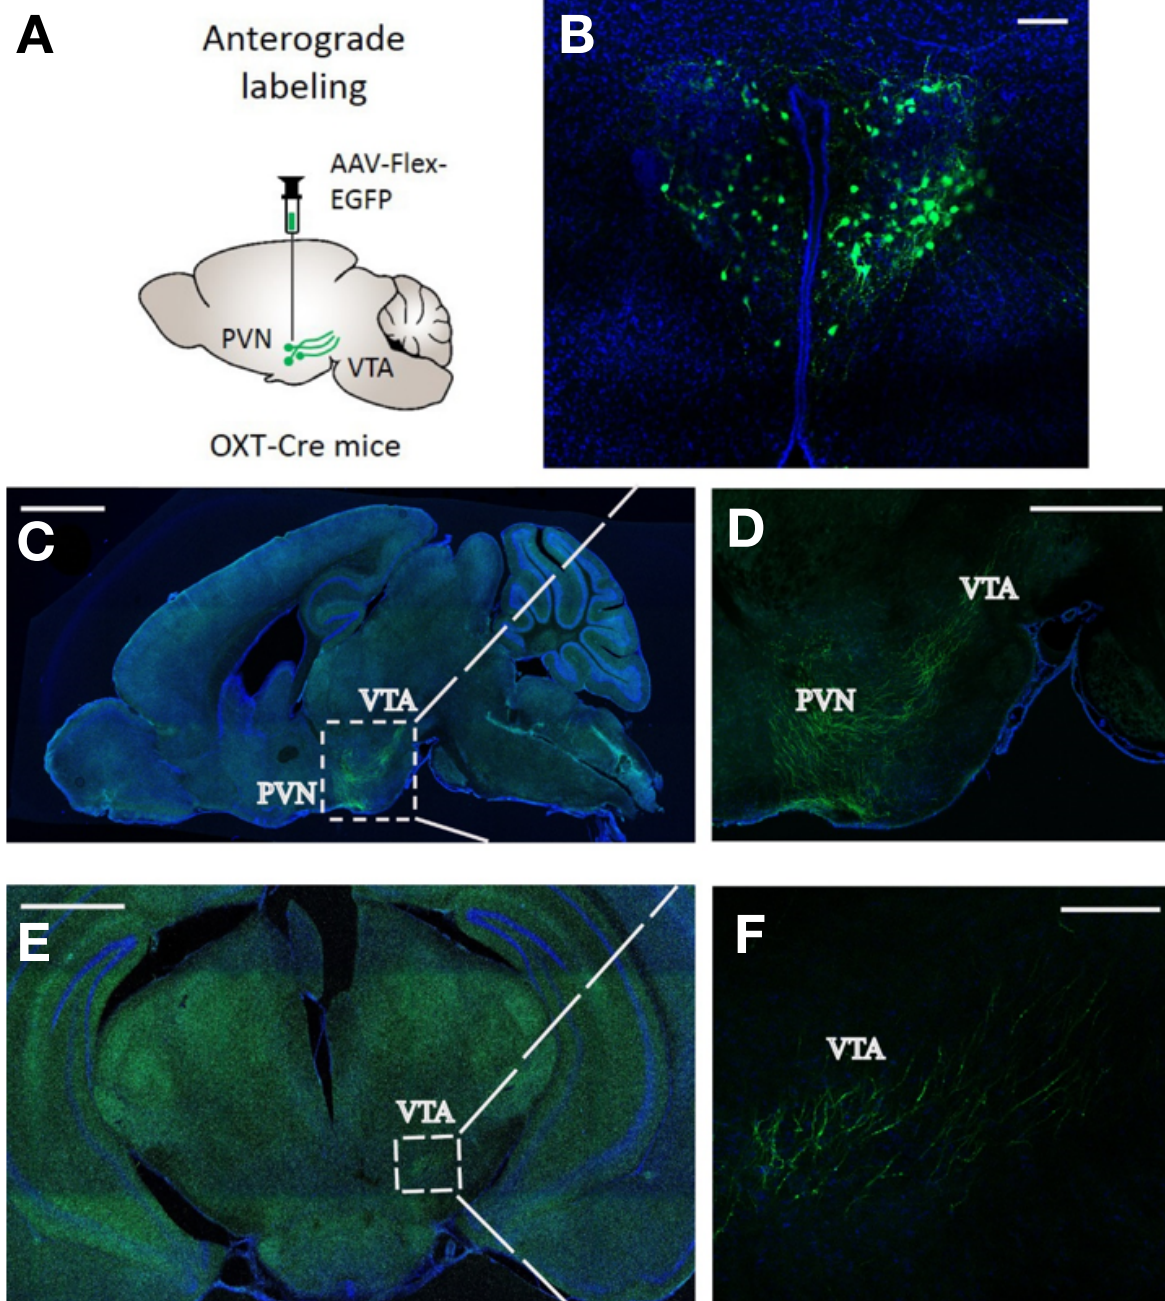 A
Anterograde
labeling
AAV-Flex-
EGFP
PVN
VTA
OXT-Cre mice
B
C
VTA
PVN
D
VTA
PVN
E
VTA
F
VTA